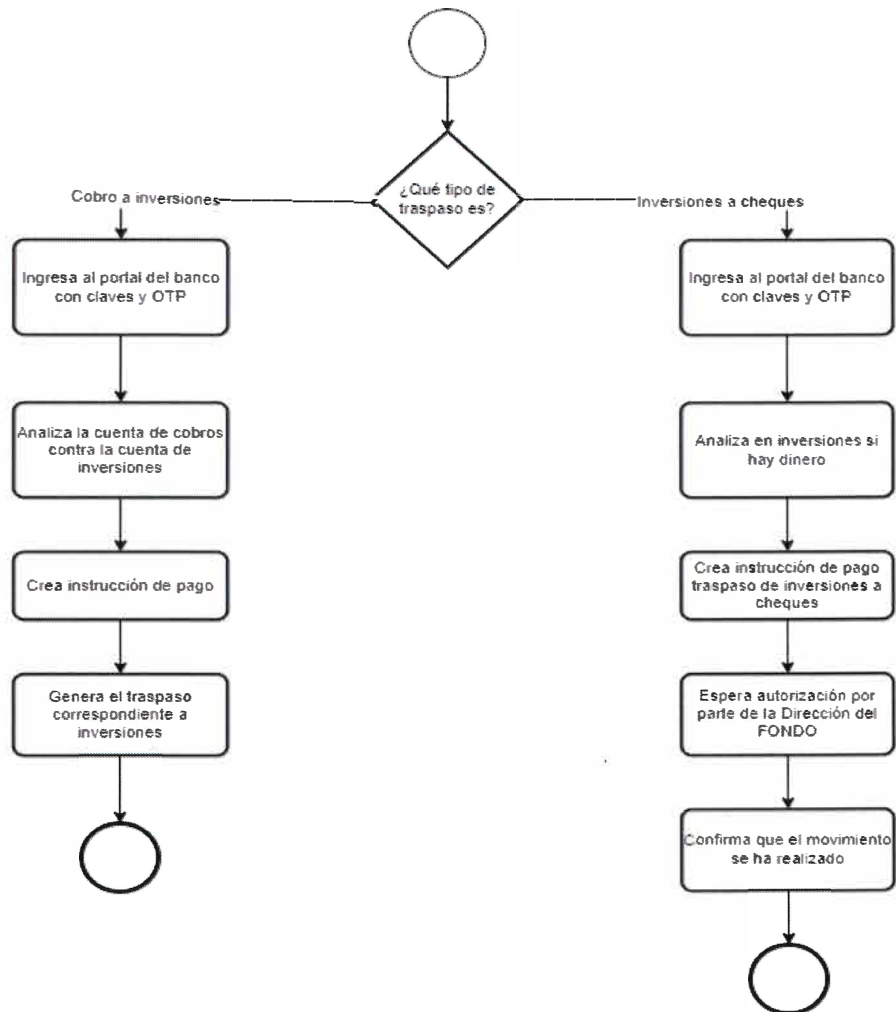 ¿Qué tipo de
traspaso es?
Cobro a inversiones
Ingresa al portal del banco
con claves y OTP
Analiza la cuenta de cobros
contra la cuenta de
inversiones
Crea instrucción de pago
Genera el traspaso
correspondiente a
inversiones
Inversiones a cheques
Ingresa al portal del banco
con claves y OTP
Analiza en inversiones si
hay dinero
Crea instrucción de pago
traspaso de inversiones a
cheques
Espera autorización por
parte de la Dirección del
FONDO
Confirma que el movimiento
se ha realizado